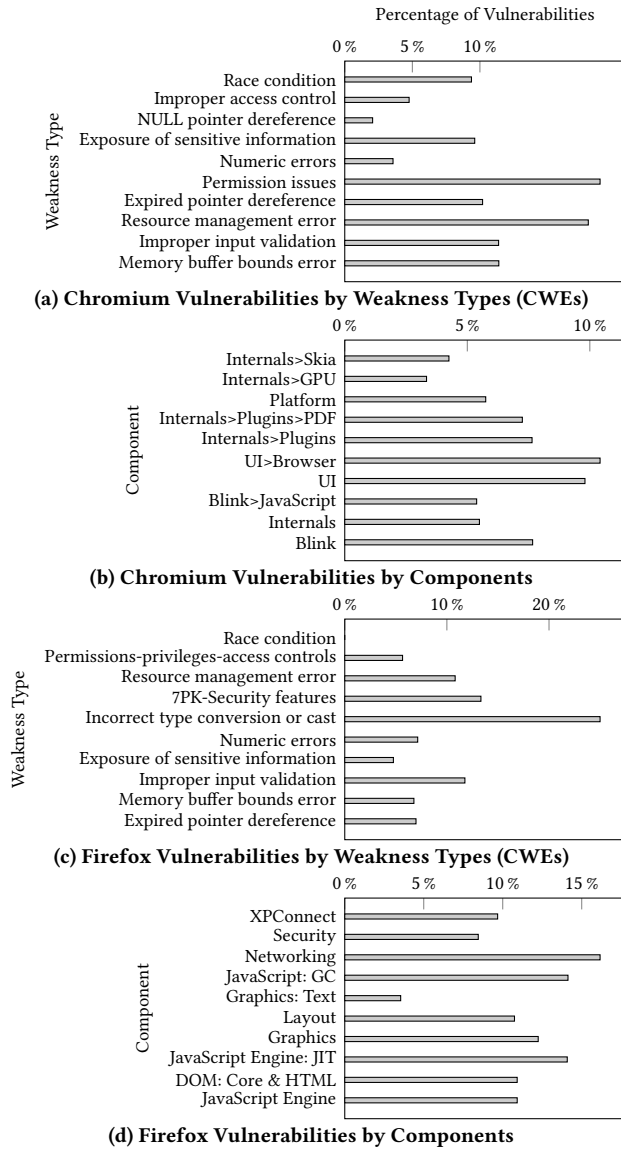 Percentage of Vulnerabilities
0 % 5 % 10 %
Weakness Type
Race condition
Improper access control
NULL pointer dereference
Exposure of sensitive information
Numeric errors
Permission issues
Expired pointer dereference
Resource management error
Improper input validation
Memory buffer bounds error
(a) Chromium Vulnerabilities by Weakness Types (CWEs)
0 % 5 % 10 %
Component
Internals>Skia
Internals>GPU
Platform
Internals>Plugins>PDF
Internals>Plugins
UI>Browser
UI
Blink>JavaScript
Internals
Blink
(b) Chromium Vulnerabilities by Components
0 % 10 % 20 %
Weakness Type
Race condition
Permissions-privileges-access controls
Resource management error
7PK-Security features
Incorrect type conversion or cast
Numeric errors
Exposure of sensitive information
Improper input validation
Memory buffer bounds error
Expired pointer dereference
(c) Firefox Vulnerabilities by Weakness Types (CWEs)
0 % 5 % 10 % 15 %
Component
XPConnect
Security
Networking
JavaScript: GC
Graphics: Text
Layout
Graphics
JavaScript Engine: JIT
DOM: Core & HTML
JavaScript Engine
(d) Firefox Vulnerabilities by Components